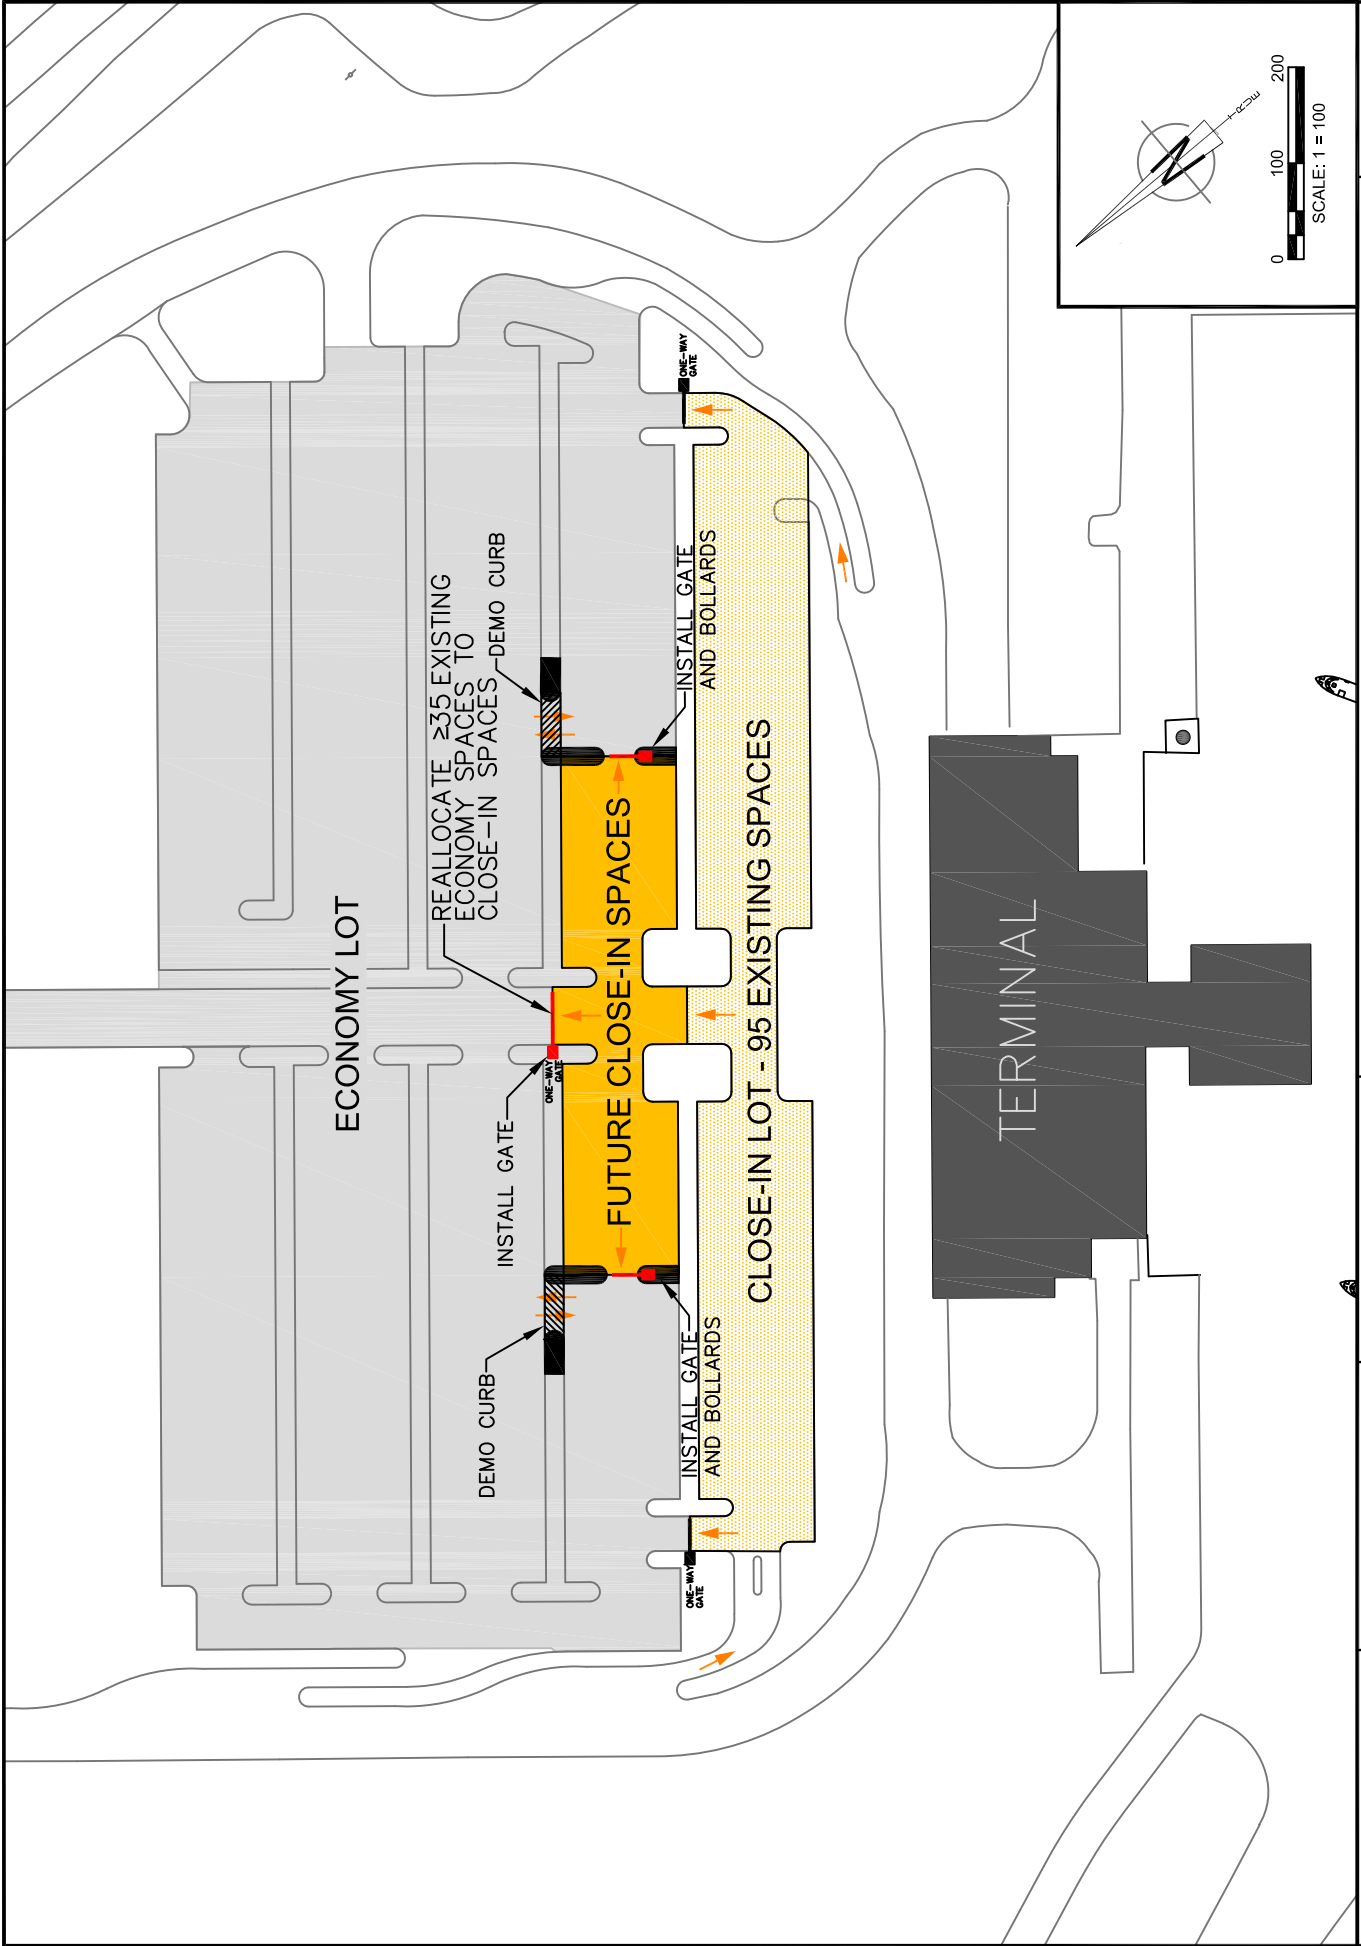 ECONOMY LOT
REALLOCATE ≥35 EXISTING
ECONOMY SPACES TO
CLOSE-IN SPACES
DEMO CURB
INSTALL GATE
ONE-WAY
GATE
DEMO CURB
FUTURE CLOSE-IN SPACES
INSTALL GATE
AND BOLLARDS
INSTALL GATE
AND BOLLARDS
ONE-WAY
GATE
ONE-WAY
GATE
CLOSE-IN LOT - 95 EXISTING SPACES
TERMINAL
N
TRUE
0 100 200
SCALE: 1 = 100